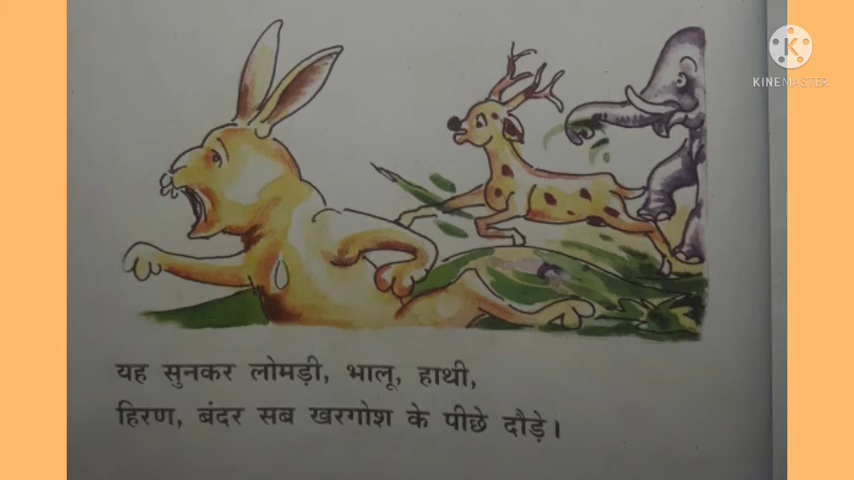 KINEMASTER
यह सुनकर लोमड़ी, भालू, हाथी,
हिरण, बंदर सब खरगोश के पीछे दौड़े।